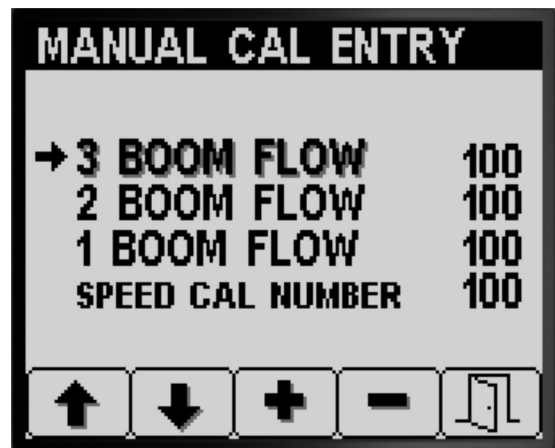 MANUAL CAL ENTRY
3 BOOM FLOW 100
2 BOOM FLOW 100
1 BOOM FLOW 100
SPEED CAL NUMBER 100